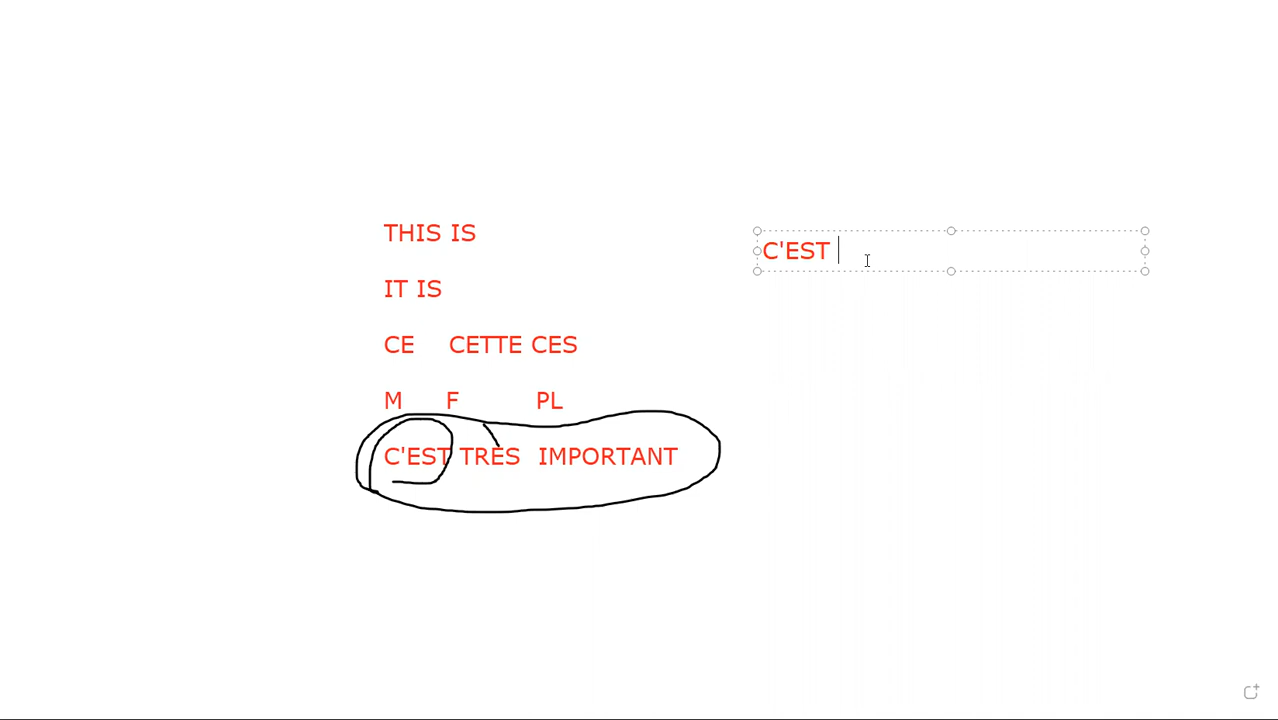 THIS IS
IT IS
CE CETTE CES
M F PL
C'EST TRÈS IMPORTANT
C'EST